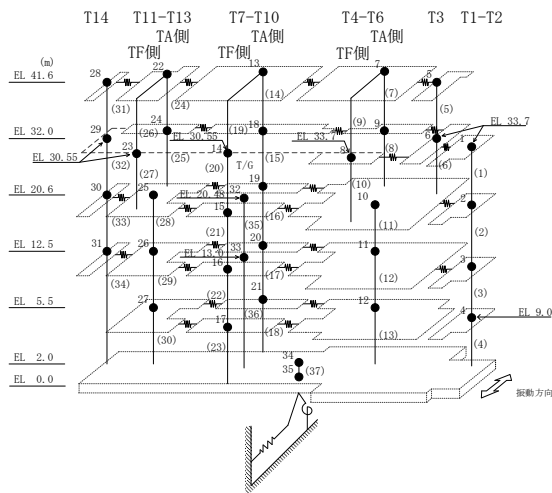 T14 T11-T13 T7-T10 T4-T6 T3 T1-T2
TA側 TA側 TA側
TF側 TF側 TF側
(m)
EL 41.6 28 22 13 7 5
(31) (24) (14) (7) (5)
EL 32.0 29 24 (26) EL 30.55 (19) 18 (9) 9 EL 33.7 6 1 EL 33.7
EL 30.55 23 (32) (25) 14 (20) T/G (15) 8 (8) (6)
(27) 19 (10) (1)
EL 20.6 30 25 EL 20.48 32 10 2
(33) (28) 15 (35) (16) (11) (2)
(21) 20
EL 12.5 31 26 EL 13.0 33 11 3
(34) (29) 16 (17) (12) (3)
(22) 21
EL 5.5 27 (36) 12 4 EL 9.0
(30) 17 (18) (13) (4)
(23)
EL 2.0 34
EL 0.0 35 (37)
振動方向